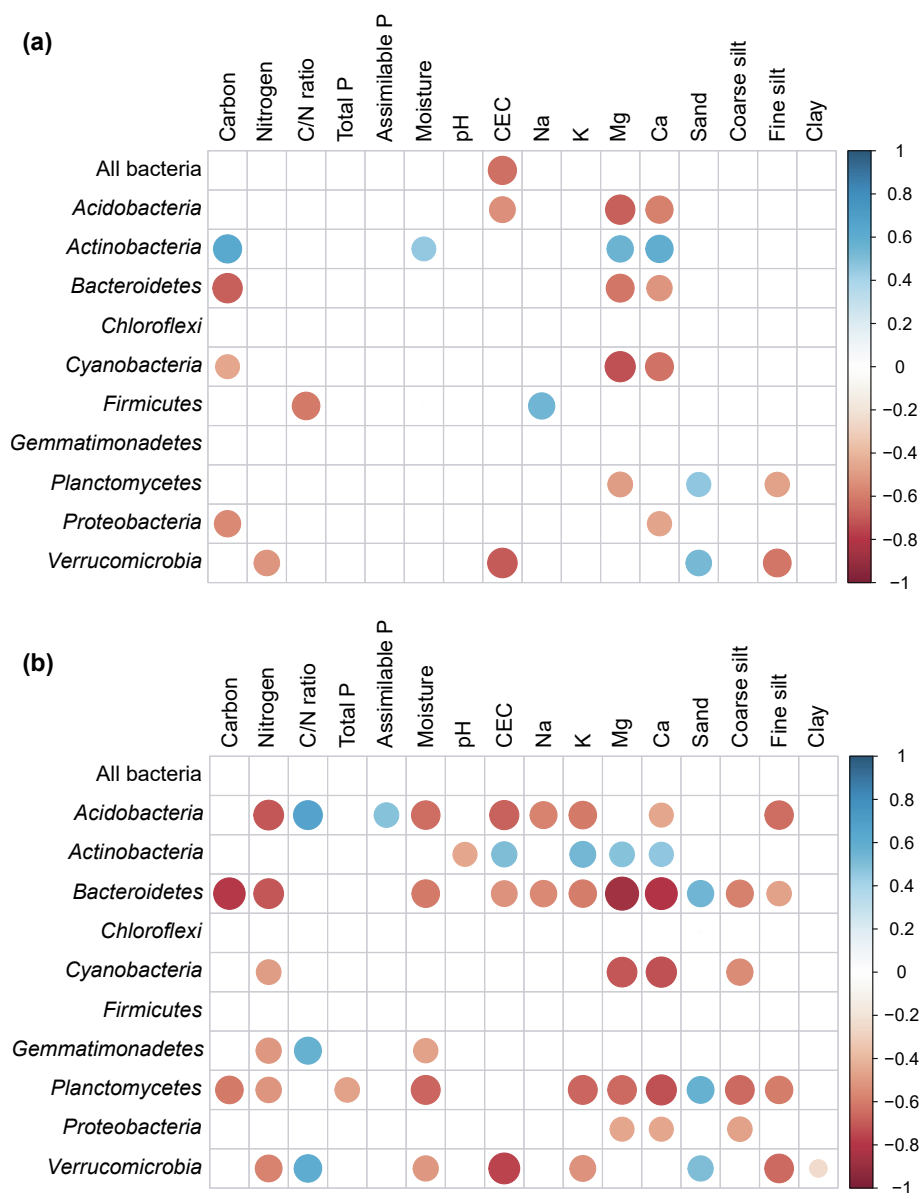 (a)
Carbon
Nitrogen
C/N ratio
Total P
Assimilable P
Moisture
pH
CEC
Na
K
Mg
Ca
Sand
Coarse silt
Fine silt
Clay
All bacteria
Acidobacteria
Actinobacteria
Bacteroidetes
Chloroflexi
Cyanobacteria
Firmicutes
Gemmatimonadetes
Planctomycetes
Proteobacteria
Verrucomicrobia
1
0.8
0.6
0.4
0.2
0
−0.2
−0.4
−0.6
−0.8
−1
(b)
Carbon
Nitrogen
C/N ratio
Total P
Assimilable P
Moisture
pH
CEC
Na
K
Mg
Ca
Sand
Coarse silt
Fine silt
Clay
All bacteria
Acidobacteria
Actinobacteria
Bacteroidetes
Chloroflexi
Cyanobacteria
Firmicutes
Gemmatimonadetes
Planctomycetes
Proteobacteria
Verrucomicrobia
1
0.8
0.6
0.4
0.2
0
−0.2
−0.4
−0.6
−0.8
−1